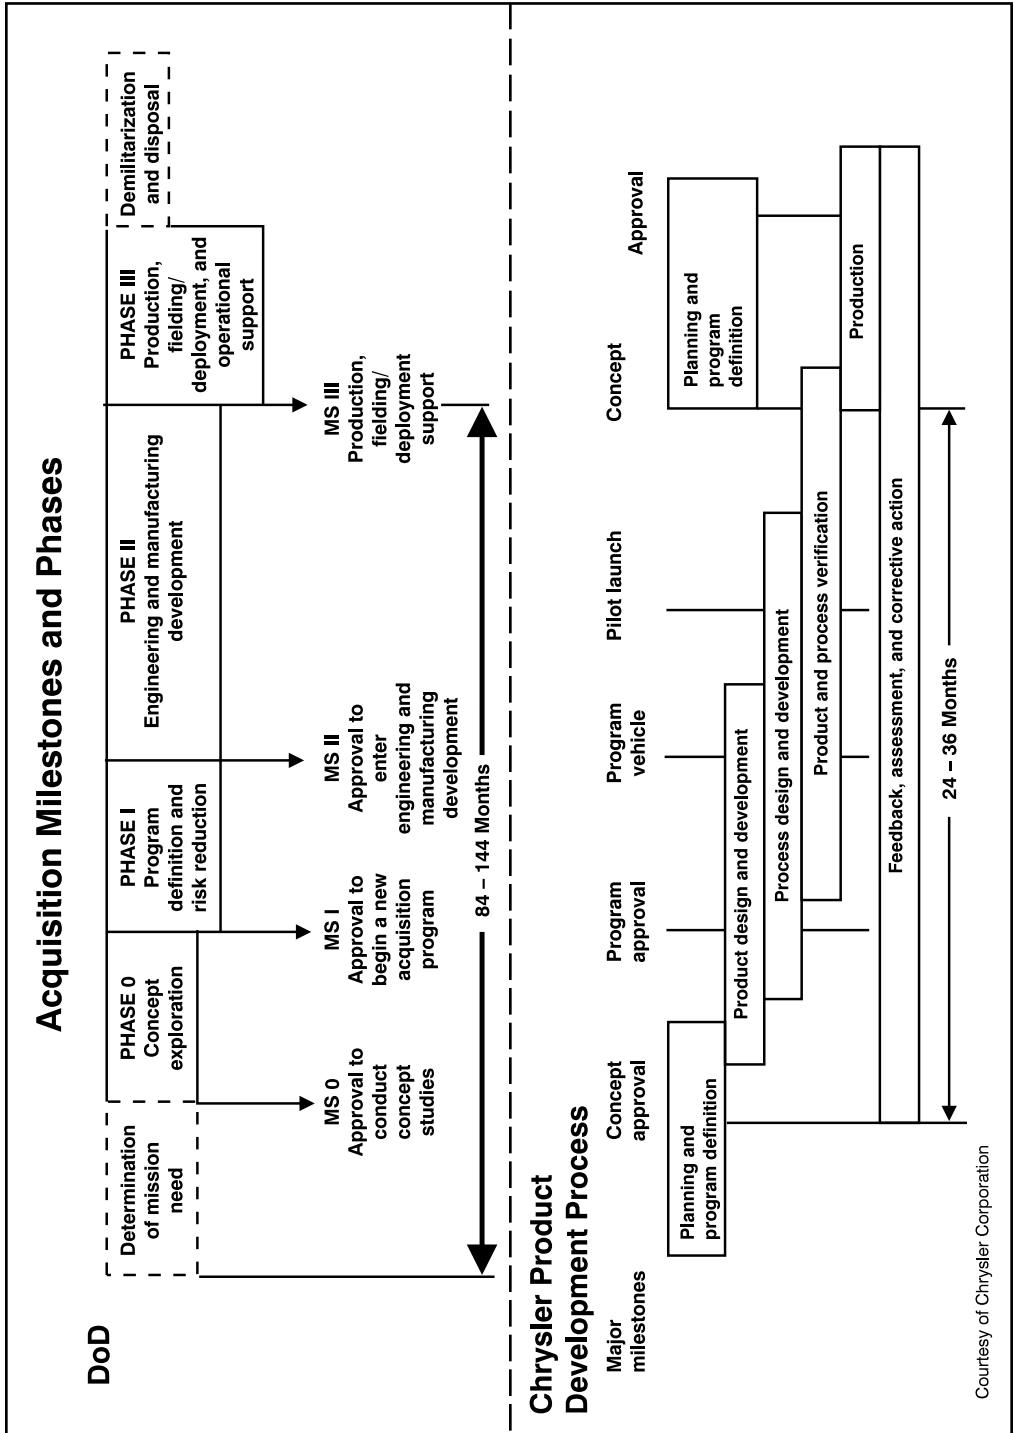 Acquisition Milestones and Phases
DoD
Determination
of mission
need
PHASE 0
Concept
exploration
PHASE I
Program
definition and
risk reduction
PHASE II
Engineering and manufacturing
development
PHASE III
Production,
fielding/
deployment, and
operational
support
Demilitarization
and disposal
MS 0
Approval to
conduct
concept
studies
MS I
Approval to
begin a new
acquisition
program
MS II
Approval to
enter
engineering and
manufacturing
development
MS III
Production,
fielding/
deployment
support
84 – 144 Months
Chrysler Product
Development Process
Major
milestones
Concept
approval
Program
approval
Program
vehicle
Pilot launch
Concept
Approval
Planning and
program definition
Planning and
program
definition
Product design and development
Process design and development
Product and process verification
Production
Feedback, assessment, and corrective action
24 – 36 Months
Courtesy of Chrysler Corporation